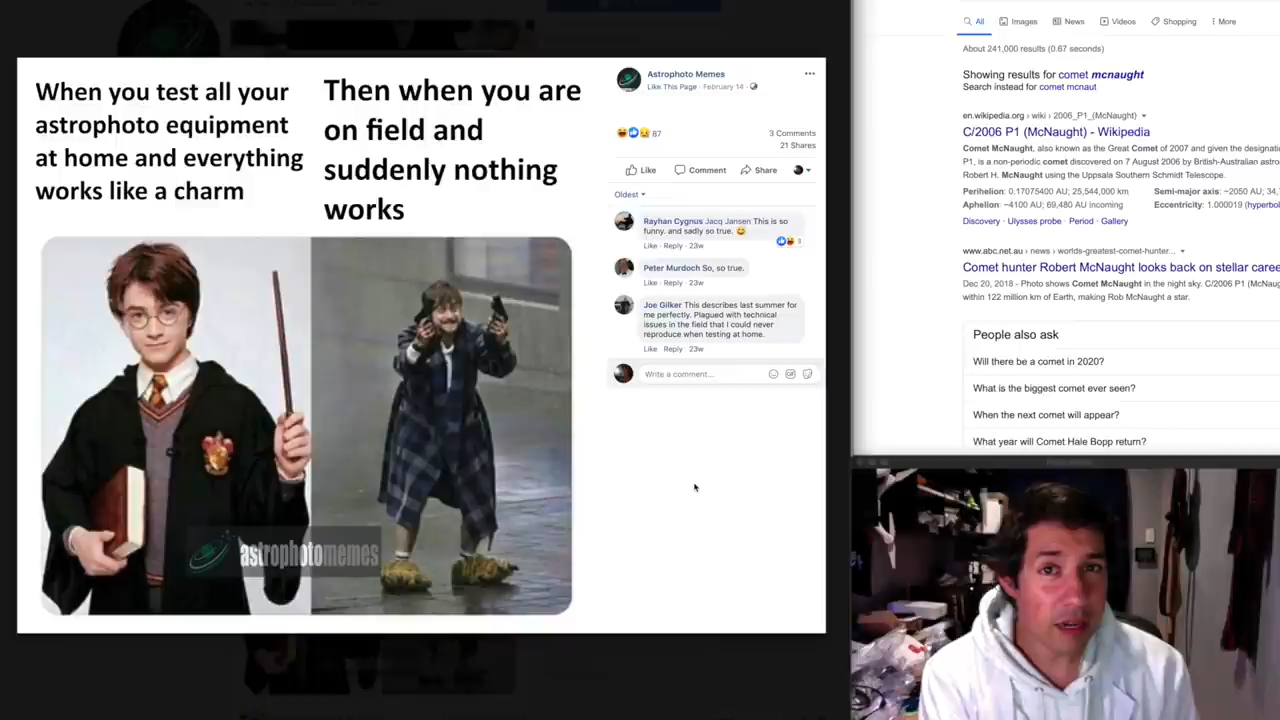 When you test all your
astrophoto equipment
at home and everything
works like a charm
Then when you are
on field and
suddenly nothing
works
astrophotomemes
Astrophoto Memes
Like This Page · February 14 ·
87
3 Comments
21 Shares
Like Comment Share
Oldest
Rayhan Cygnus Jacq Jansen This is so
funny. and sadly so true.
3
Like · Reply · 23w
Peter Murdoch So, so true.
Like · Reply · 23w
Joe Gilker This describes last summer for
me perfectly. Plagued with technical
issues in the field that I could never
reproduce when testing at home.
Like Reply 23w
Write a comment...
GIF
All Images News Videos Shopping More
About 241,000 results (0.67 seconds)
Showing results for comet mcnaught
Search instead for comet mcnaut
en.wikipedia.org › wiki › 2006_P1_(McNaught)
C/2006 P1 (McNaught) - Wikipedia
Comet McNaught, also known as the Great Comet of 2007 and given the designati
P1, is a non-periodic comet discovered on 7 August 2006 by British-Australian astro
Robert H. McNaught using the Uppsala Southern Schmidt Telescope.
Perihelion: 0.17075400 AU; 25,544,000 km Semi-major axis: ~2050 AU; 34,
Aphelion: ~4100 AU; 69,480 AU incoming Eccentricity: 1.000019 (hyperbol
Discovery · Ulysses probe · Period · Gallery
www.abc.net.au › news › worlds-greatest-comet-hunter...
Comet hunter Robert McNaught looks back on stellar caree
Dec 20, 2018 - Photo shows Comet McNaught in the night sky. C/2006 P1 (McNaug
within 122 million km of Earth, making Rob McNaught a star.
People also ask
Will there be a comet in 2020?
What is the biggest comet ever seen?
When the next comet will appear?
What year will Comet Hale Bopp return?